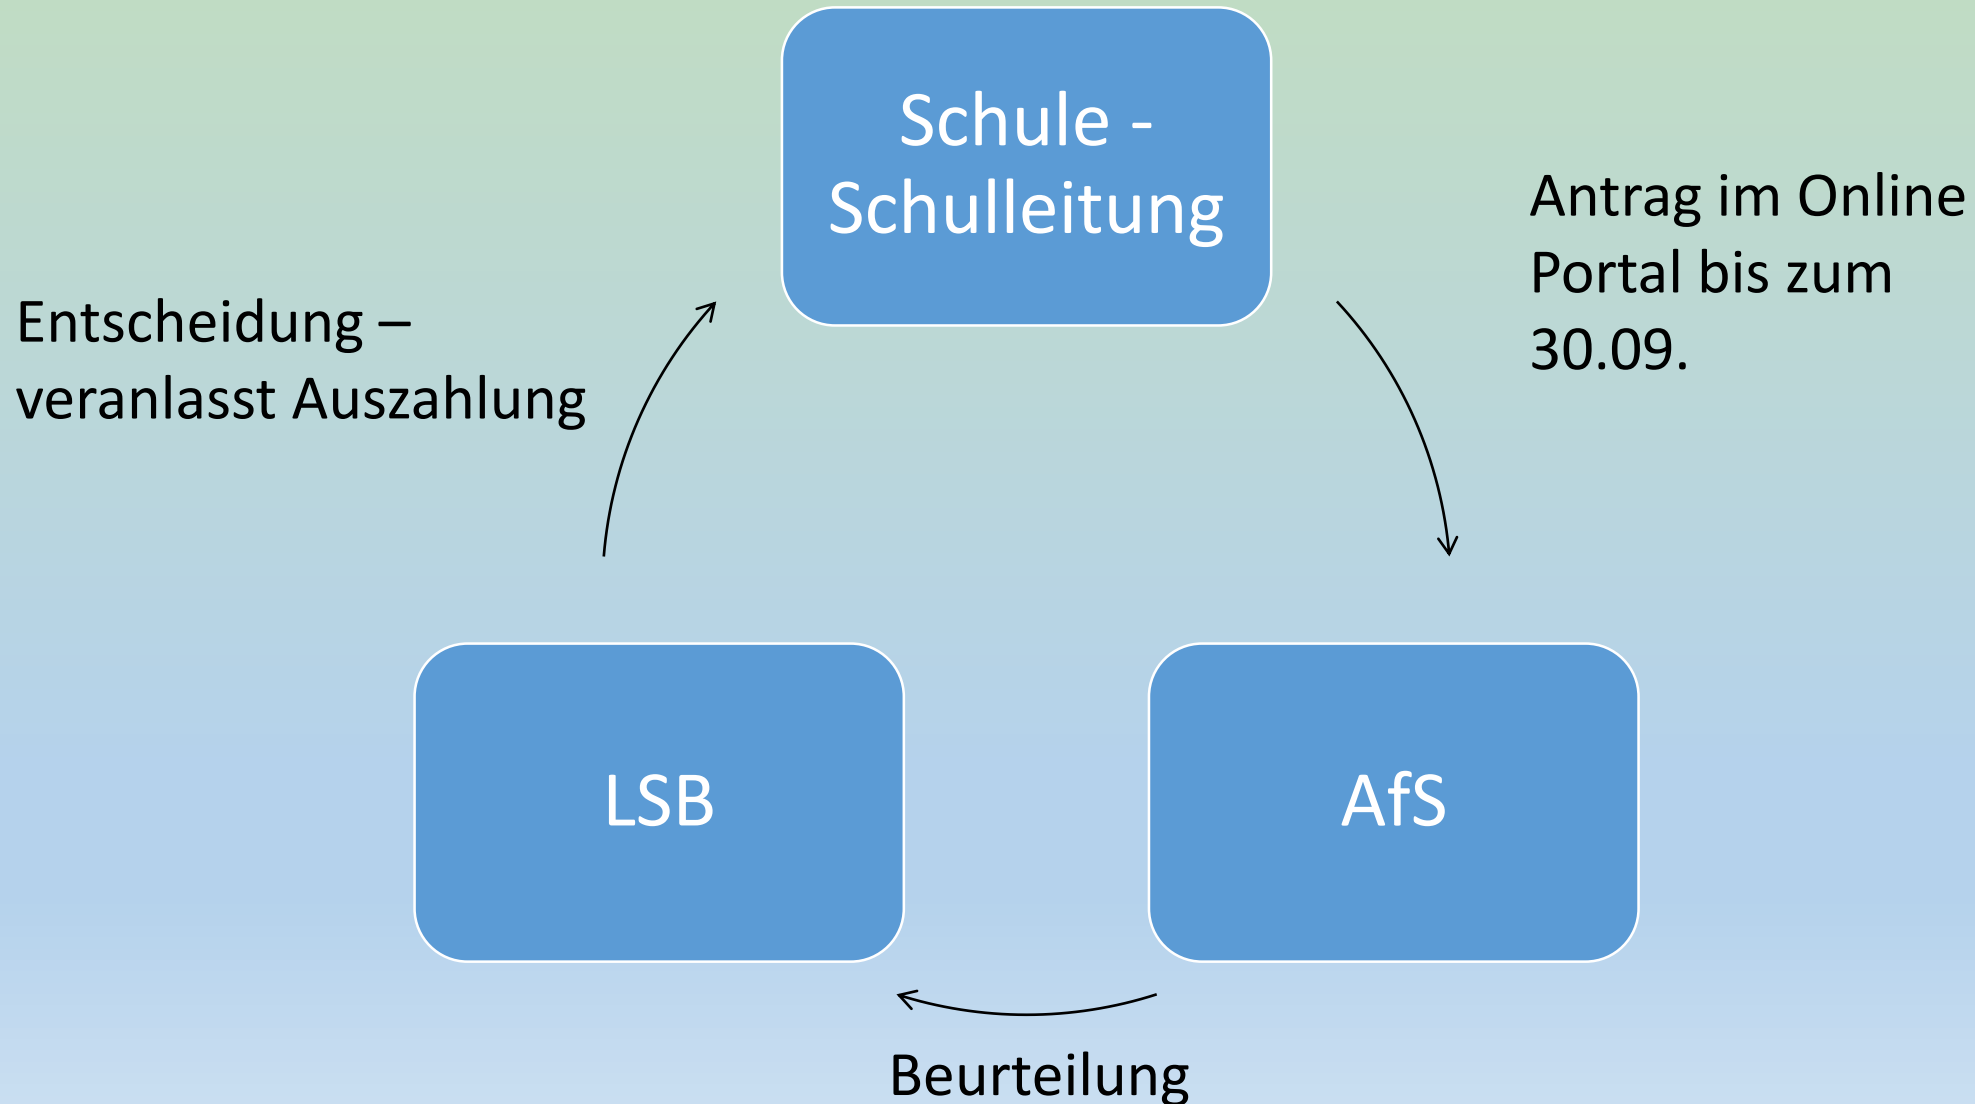 Schule -
Schulleitung
Antrag im Online
Portal bis zum
30.09.
Entscheidung –
veranlasst Auszahlung
LSB
AfS
Beurteilung